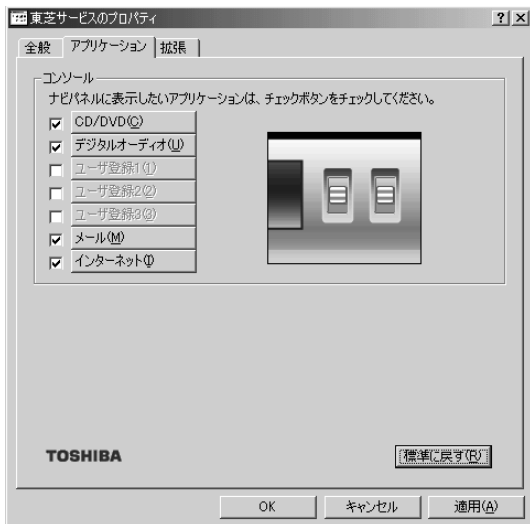 東芝サービスのプロパティ
全般 アプリケーション 拡張
コンソール
ナビパネルに表示したいアプリケーションは、チェックボタンをチェックしてください。
CD/DVD(C)
デジタルオーディオ(U)
ユーザ登録1(1)
ユーザ登録2(2)
ユーザ登録3(3)
メール(M)
インターネット(I)
TOSHIBA 標準に戻す(R)
OK キャンセル 適用(A)